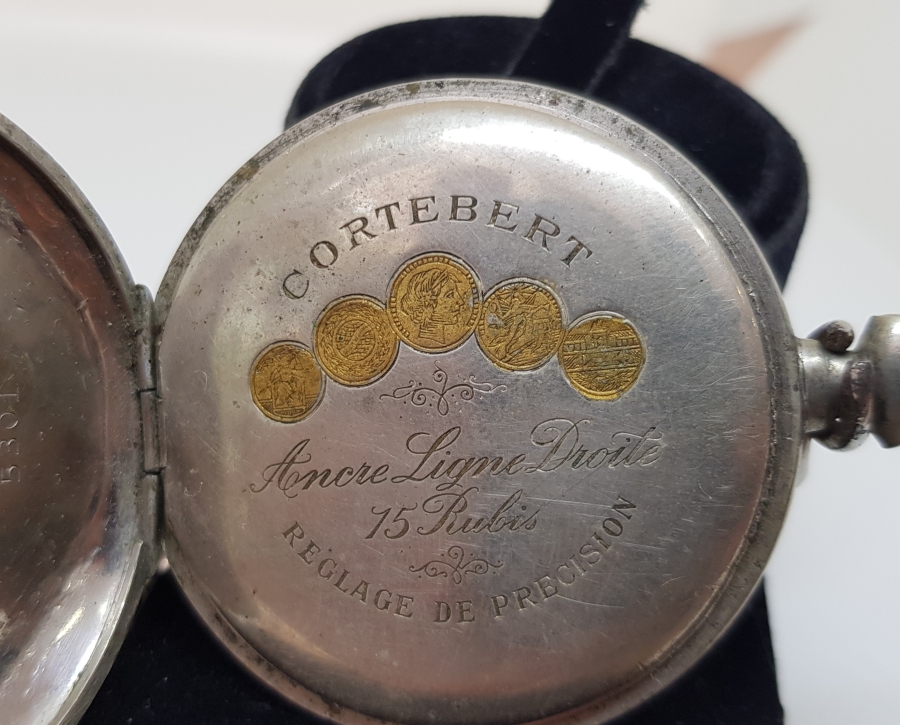 CORTEBERT
Ancre Ligne Droite
15 Rubis
REGLAGE DE PRECISION